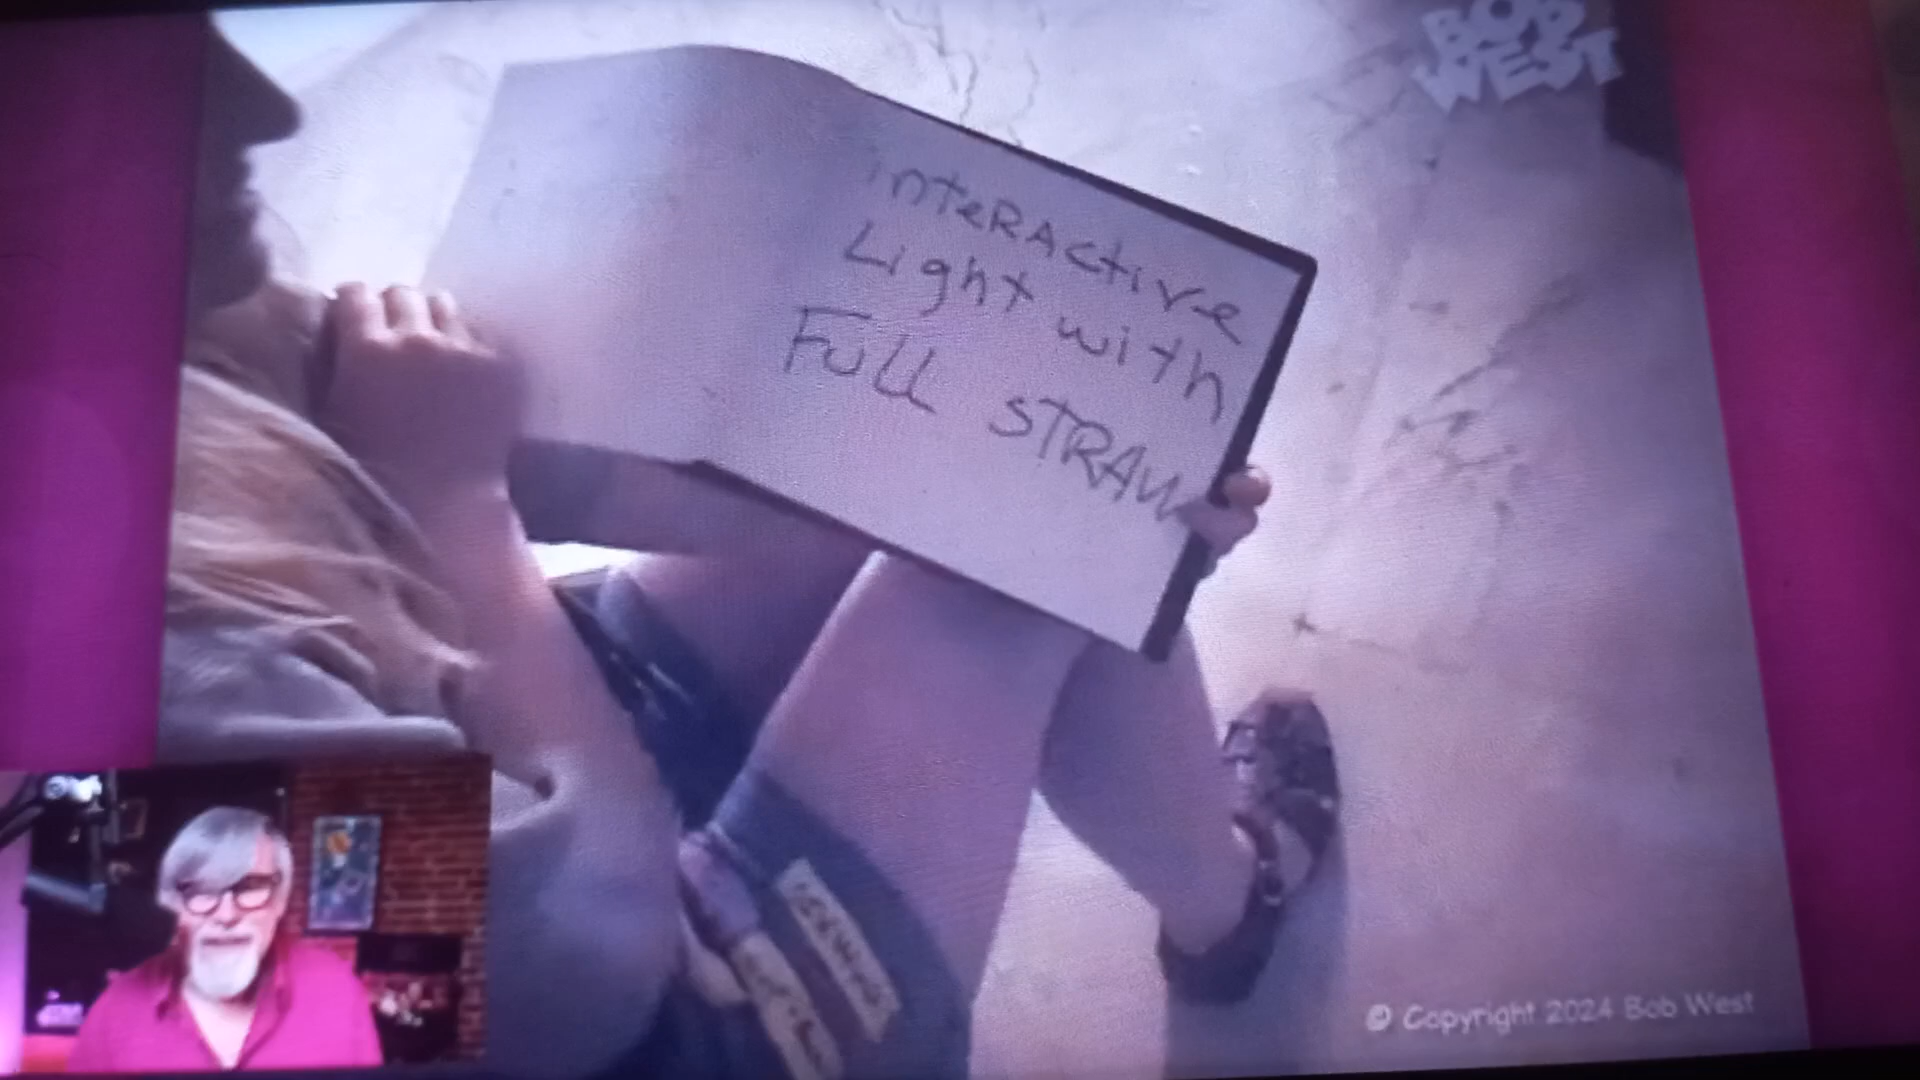 BOB
WEST
inteRActive
Light with
Full STRAW
© Copyright 2024 Bob West